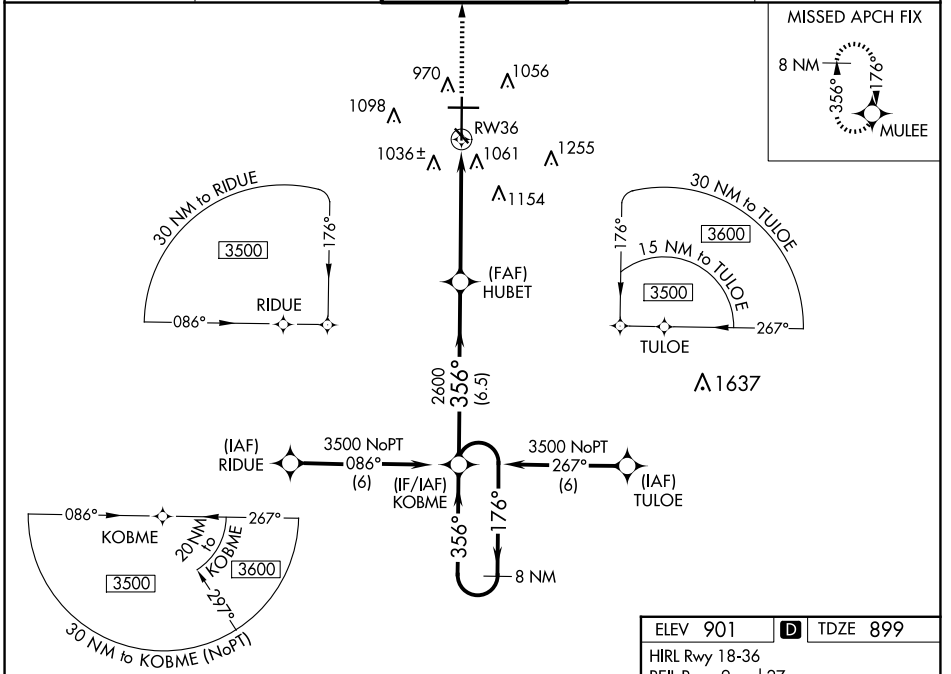 MISSED APCH FIX
8 NM
356°
176°
MULEE
970
1056
1098
RW36
1036±
1061
1255
1154
30 NM to RIDUE
3500
176°
086°
RIDUE
(FAF)
HUBET
30 NM to TULOE
3600
176°
15 NM to TULOE
3500
267°
TULOE
1637
2600
356°
(6.5)
(IAF)
RIDUE
3500 NoPT
086°
(6)
(IF/IAF)
KOBME
3500 NoPT
267°
(6)
(IAF)
TULOE
356°
176°
8 NM
086°
KOBME
267°
20 NM
to
KOBME
3500
3600
297°
30 NM to KOBME (NoPT)
ELEV 901
D
TDZE 899
HIRL Rwy 18-36